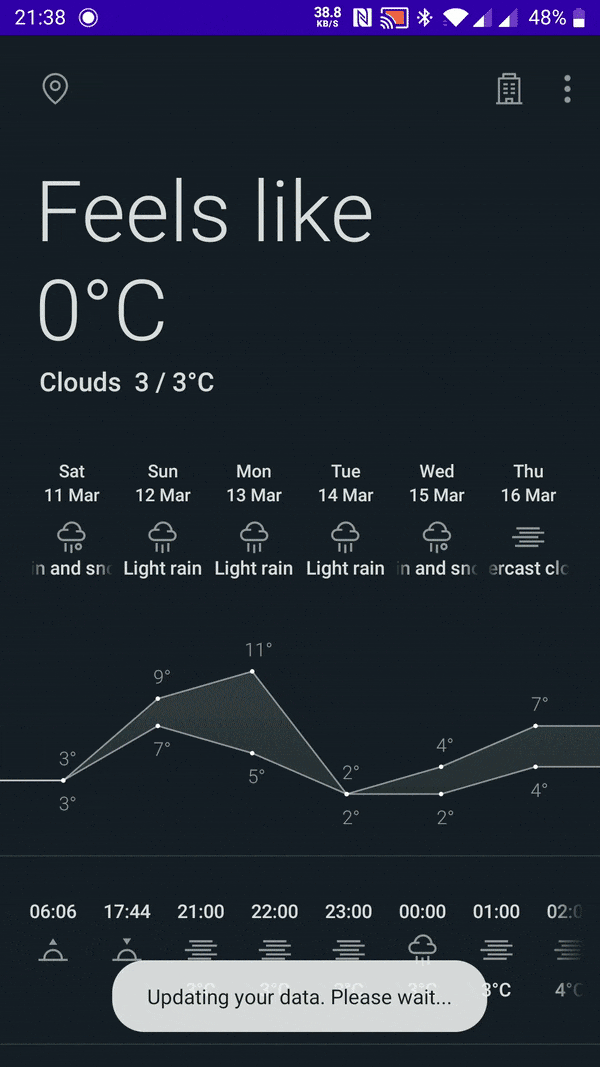 21:38 38.8 KB/S 48%
Feels like
0°C
Clouds 3 / 3°C
Sat Sun Mon Tue Wed Thu
11 Mar 12 Mar 13 Mar 14 Mar 15 Mar 16 Mar
in and sno Light rain Light rain Light rain in and sno ercast clo
11°
9° 7°
3° 7° 5° 2° 4° 4°
3° 2° 2°
06:06 17:44 21:00 22:00 23:00 00:00 01:00 02:0
3°C 4°C
Updating your data. Please wait...